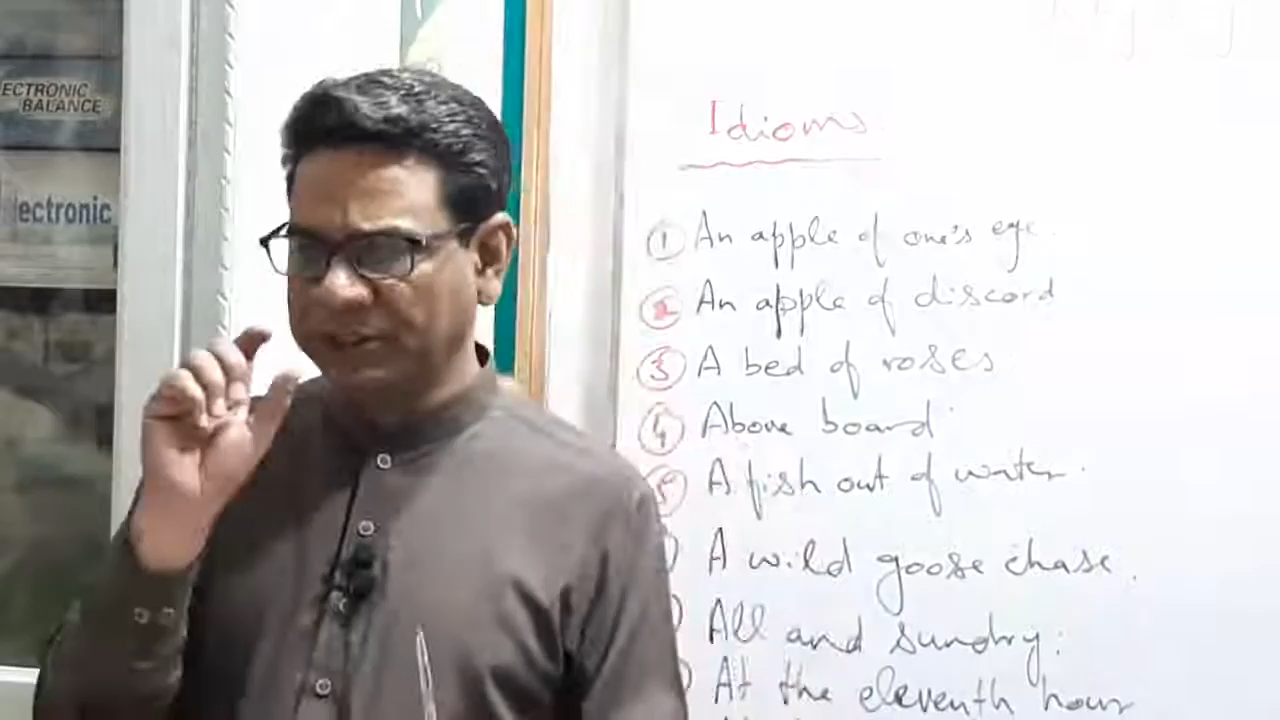 ECTRONIC
BALANCE
lectronic
Idioms
1 An apple of one's eye.
2 An apple of discord
3 A bed of roses
4 Above board
5 A fish out of water.
A wild goose chase.
All and sundry.
At the eleventh hour